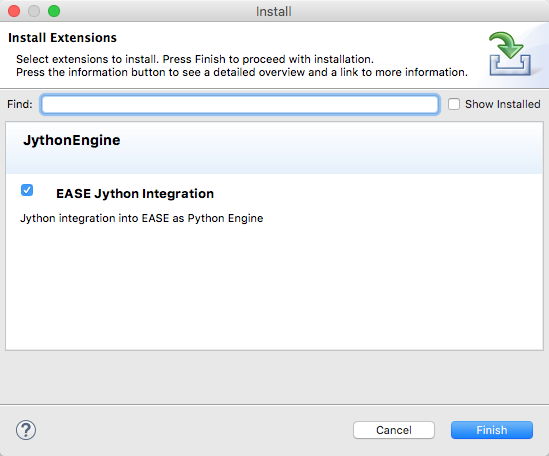 Install
Install Extensions
Select extensions to install. Press Finish to proceed with installation.
Press the information button to see a detailed overview and a link to more information.
Find:
Show Installed
JythonEngine
EASE Jython Integration
Jython integration into EASE as Python Engine
?
Cancel
Finish